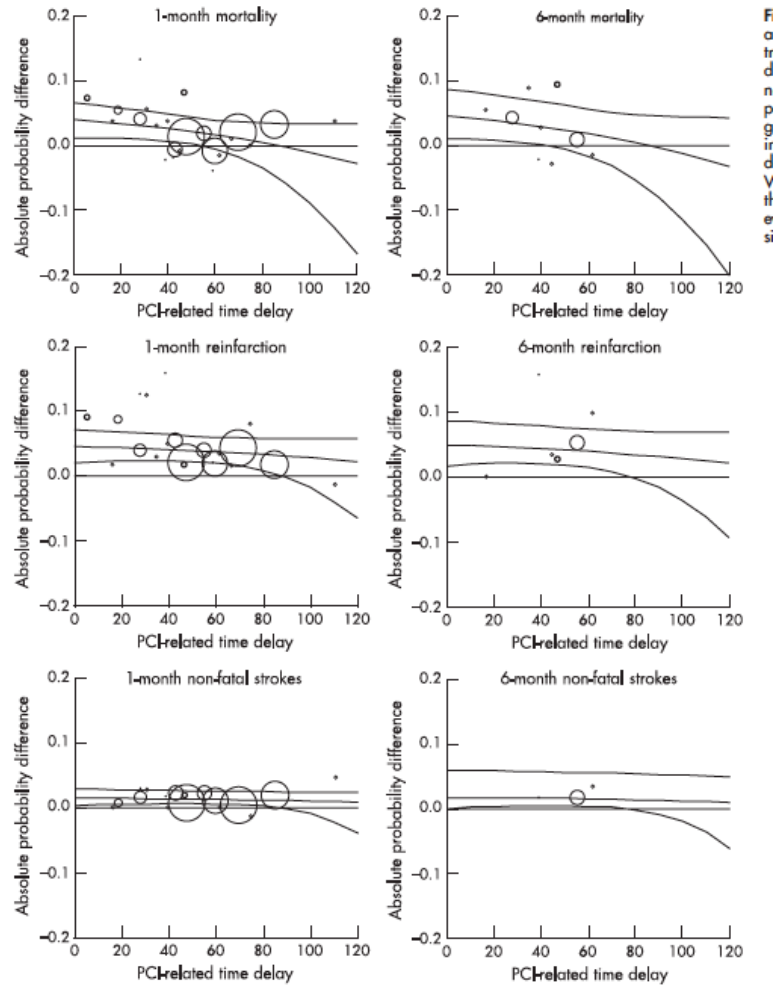 1-month mortality
Absolute probability difference
0.2
0.1
0.0
−0.1
−0.2
0 20 40 60 80 100 120
PCI-related time delay
6-month mortality
Absolute probability difference
0.2
0.1
0.0
−0.1
−0.2
0 20 40 60 80 100 120
PCI-related time delay
1-month reinfarction
Absolute probability difference
0.2
0.1
0.0
−0.1
−0.2
0 20 40 60 80 100 120
PCI-related time delay
6-month reinfarction
Absolute probability difference
0.2
0.1
0.0
−0.1
−0.2
0 20 40 60 80 100 120
PCI-related time delay
1-month non-fatal strokes
Absolute probability difference
0.2
0.1
0.0
−0.1
−0.2
0 20 40 60 80 100 120
PCI-related time delay
6-month non-fatal strokes
Absolute probability difference
0.2
0.1
0.0
−0.1
−0.2
0 20 40 60 80 100 120
PCI-related time delay